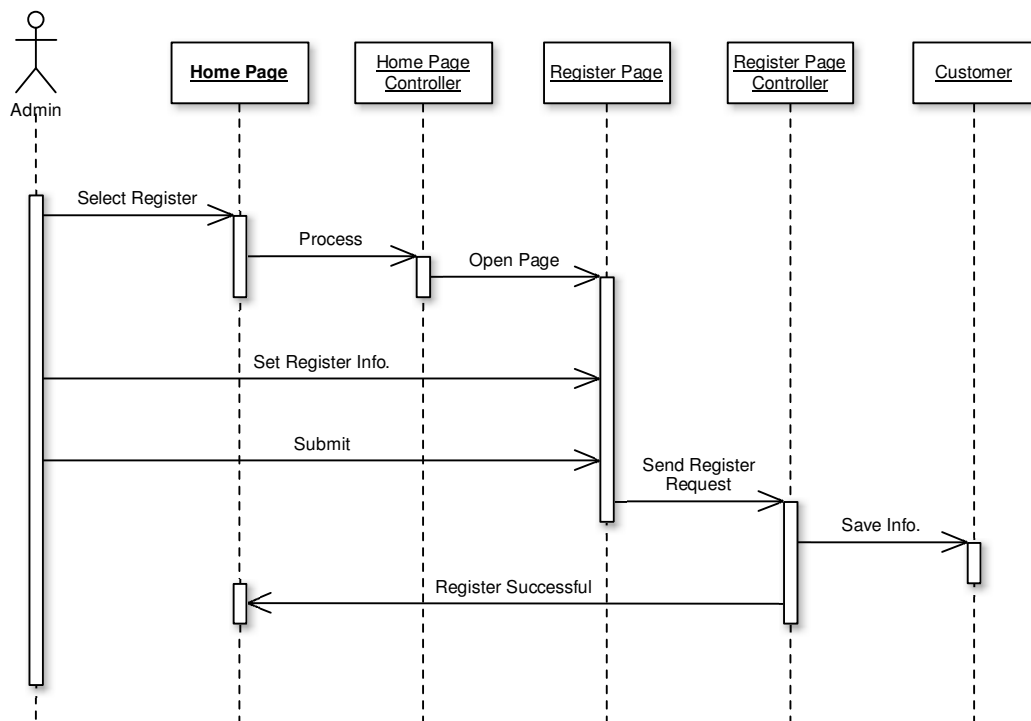 Admin
Home Page
Home Page
Controller
Register Page
Register Page
Controller
Customer
Select Register
Process
Open Page
Set Register Info.
Submit
Send Register
Request
Save Info.
Register Successful